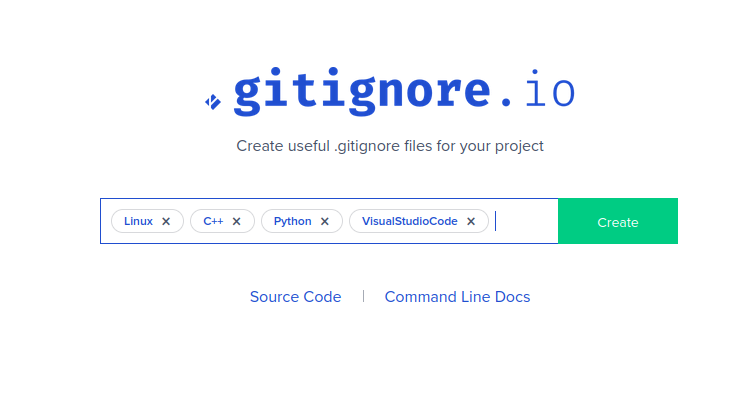 .gitignore.io
Create useful .gitignore files for your project
Linux × C++ × Python × VisualStudioCode × Create
Source Code | Command Line Docs